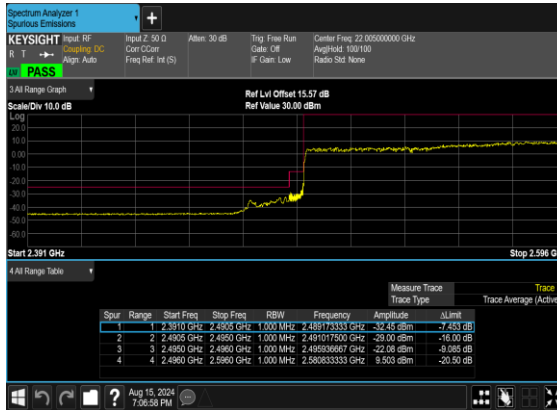 Spectrum Analyzer 1
Spurious Emissions
+
KEYSIGHT Input: RF Input Z: 50 Ω Atten: 30 dB Trig: Free Run Center Freq: 22.005000000 GHz
R T Coupling: DC Corr CCorr Gate: Off Avg|Hold: 100/100
Align: Auto Freq Ref: Int (S) IF Gain: Low Radio Std: None
PASS
3 All Range Graph
Ref Lvl Offset 15.57 dB
Scale/Div 10.0 dB Ref Value 30.00 dBm
Log
20.0
10.0
0.00
-10.0
-20.0
-30.0
-40.0
-50.0
-60.0
Start 2.391 GHz Stop 2.596 G
4 All Range Table
Measure Trace Trace
Trace Type Trace Average (Active
Spur Range Start Freq Stop Freq RBW Frequency Amplitude ΔLimit
1 1 2.3910 GHz 2.4905 GHz 1.000 MHz 2.489173333 GHz -32.45 dBm -7.453 dB
2 2 2.4905 GHz 2.4950 GHz 1.000 MHz 2.491017500 GHz -29.00 dBm -16.00 dB
3 3 2.4950 GHz 2.4960 GHz 1.000 MHz 2.495936667 GHz -22.08 dBm -9.085 dB
4 4 2.4960 GHz 2.5960 GHz 1.000 MHz 2.580833333 GHz 9.503 dBm -20.50 dB
?
Aug 15, 2024
7:06:58 PM